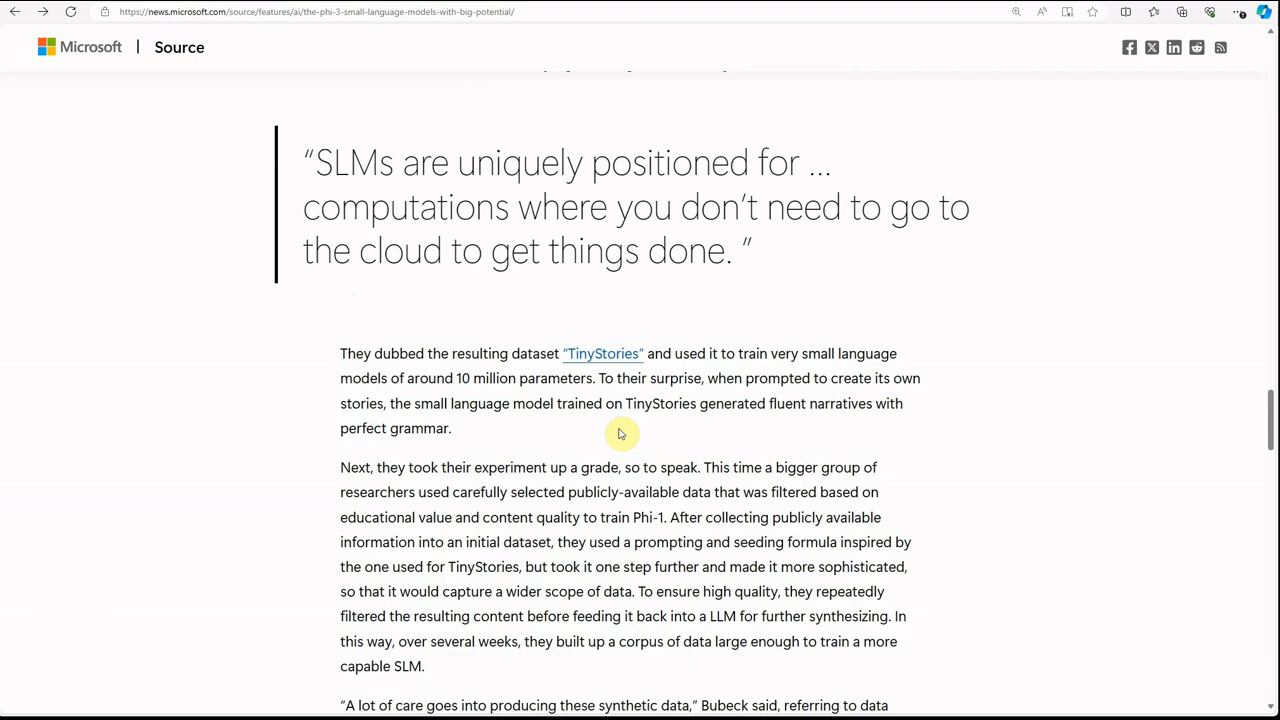 https://news.microsoft.com/source/features/ai/the-phi-3-small-language-models-with-big-potential/
Microsoft | Source
“SLMs are uniquely positioned for ...
computations where you don’t need to go to
the cloud to get things done. ”
They dubbed the resulting dataset “TinyStories” and used it to train very small language
models of around 10 million parameters. To their surprise, when prompted to create its own
stories, the small language model trained on TinyStories generated fluent narratives with
perfect grammar.
Next, they took their experiment up a grade, so to speak. This time a bigger group of
researchers used carefully selected publicly-available data that was filtered based on
educational value and content quality to train Phi-1. After collecting publicly available
information into an initial dataset, they used a prompting and seeding formula inspired by
the one used for TinyStories, but took it one step further and made it more sophisticated,
so that it would capture a wider scope of data. To ensure high quality, they repeatedly
filtered the resulting content before feeding it back into a LLM for further synthesizing. In
this way, over several weeks, they built up a corpus of data large enough to train a more
capable SLM.
“A lot of care goes into producing these synthetic data,” Bubeck said, referring to data